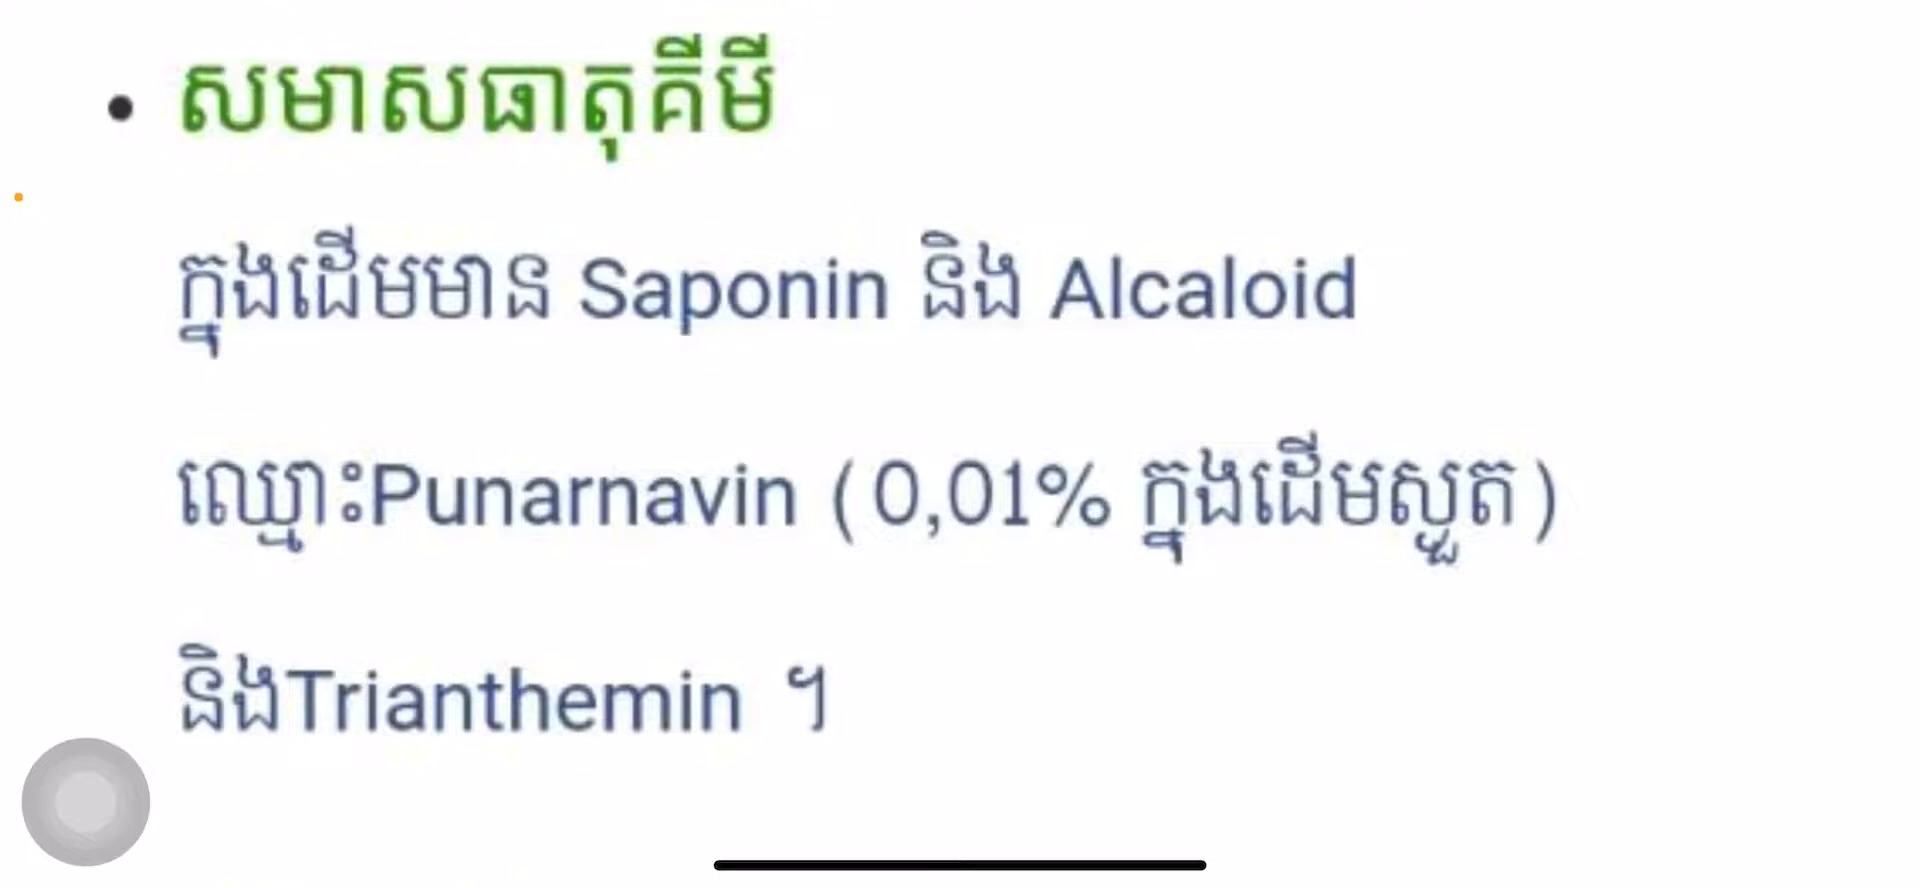 • សមាសធាតុគីមី
ក្នុងដើមមាន Saponin និង Alcaloid
ឈ្មោះPunarnavin (0,01% ក្នុងដើមស្ងួត)
និងTrianthemin ។